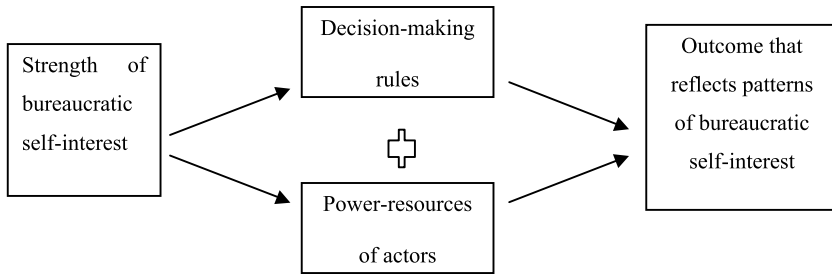 Strength of
bureaucratic
self-interest
Decision-making
rules
Power-resources
of actors
Outcome that
reflects patterns
of bureaucratic
self-interest